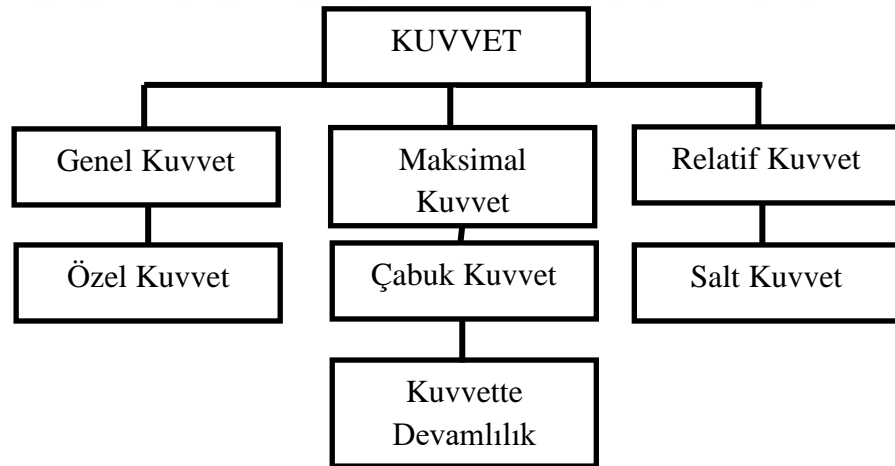 KUVVET
Genel Kuvvet
Maksimal
Kuvvet
Relatif Kuvvet
Özel Kuvvet
Çabuk Kuvvet
Salt Kuvvet
Kuvvette
Devamlılık